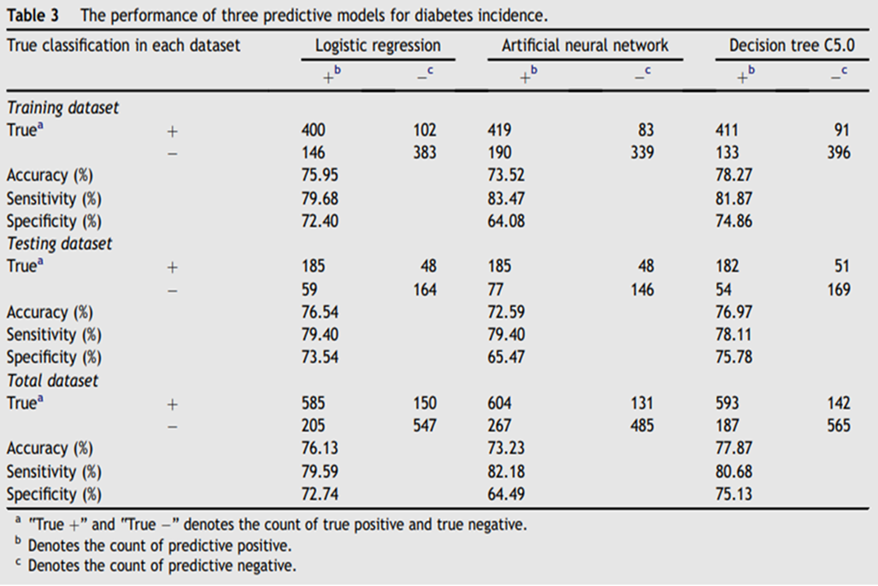 Table 3 The performance of three predictive models for diabetes incidence.
True classification in each dataset Logistic regression Artificial neural network Decision tree C5.0
+b −c +b −c +b −c
Training dataset
Truea + 400 102 419 83 411 91
− 146 383 190 339 133 396
Accuracy (%) 75.95 73.52 78.27
Sensitivity (%) 79.68 83.47 81.87
Specificity (%) 72.40 64.08 74.86
Testing dataset
Truea + 185 48 185 48 182 51
− 59 164 77 146 54 169
Accuracy (%) 76.54 72.59 76.97
Sensitivity (%) 79.40 79.40 78.11
Specificity (%) 73.54 65.47 75.78
Total dataset
Truea + 585 150 604 131 593 142
− 205 547 267 485 187 565
Accuracy (%) 76.13 73.23 77.87
Sensitivity (%) 79.59 82.18 80.68
Specificity (%) 72.74 64.49 75.13
a "True +" and "True −" denotes the count of true positive and true negative.
b Denotes the count of predictive positive.
c Denotes the count of predictive negative.